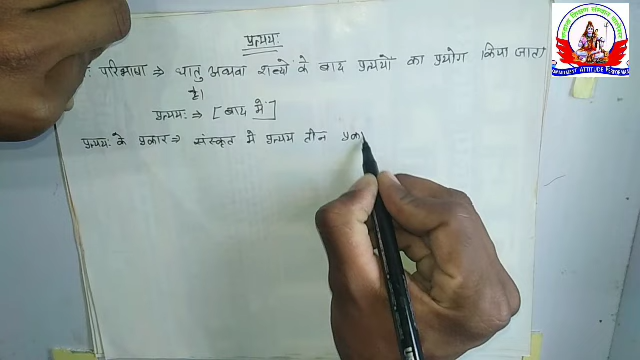 प्रत्यय
: परिभाषा ⇒ धातु अथवा शब्दो के बाद प्रत्ययो का प्रयोग किया जाता
है।
प्रत्ययः ⇒ [ बाद मे ]
प्रत्ययः के प्रकार ⇒ संस्कृत मे प्रत्यय तीन प्रक